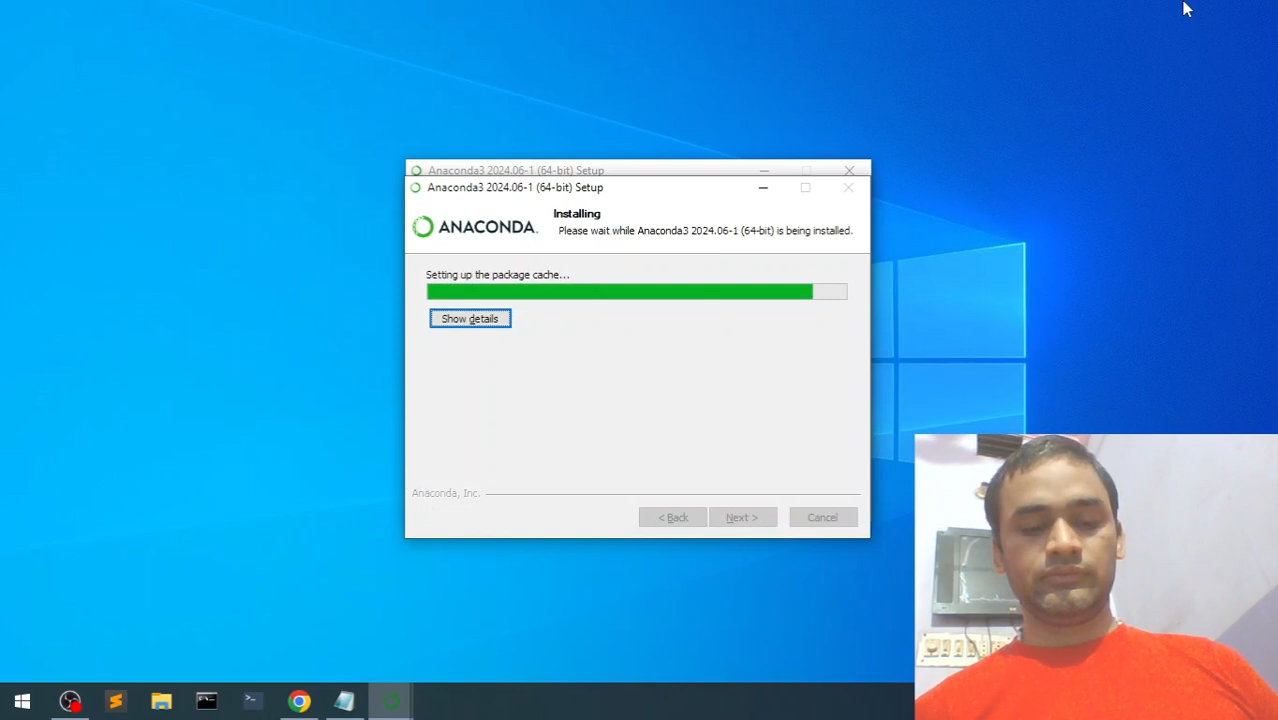 Anaconda3 2024.06-1 (64-bit) Setup
Anaconda3 2024.06-1 (64-bit) Setup
ANACONDA.
Installing
Please wait while Anaconda3 2024.06-1 (64-bit) is being installed.
Setting up the package cache...
Show details
Anaconda, Inc.
< Back
Next >
Cancel